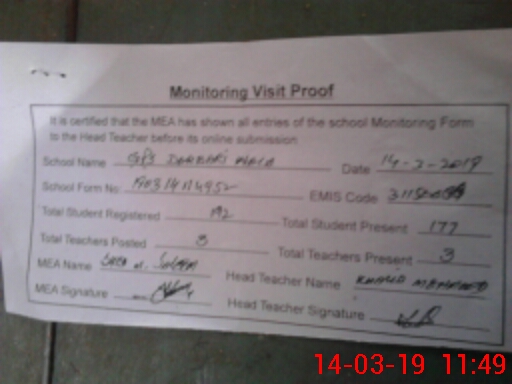 Monitoring Visit Proof
It is certified that the MEA has shown all entries of the school Monitoring Form
to the Head Teacher before its online submission
School Name GPS Date 14-3-2019
School Form No EMIS Code
Total Student Registered 192 Total Student Present 177
Total Teachers Posted 3 Total Teachers Present 3
MEA Name Head Teacher Name
MEA Signature Head Teacher Signature
14-03-19 11:49